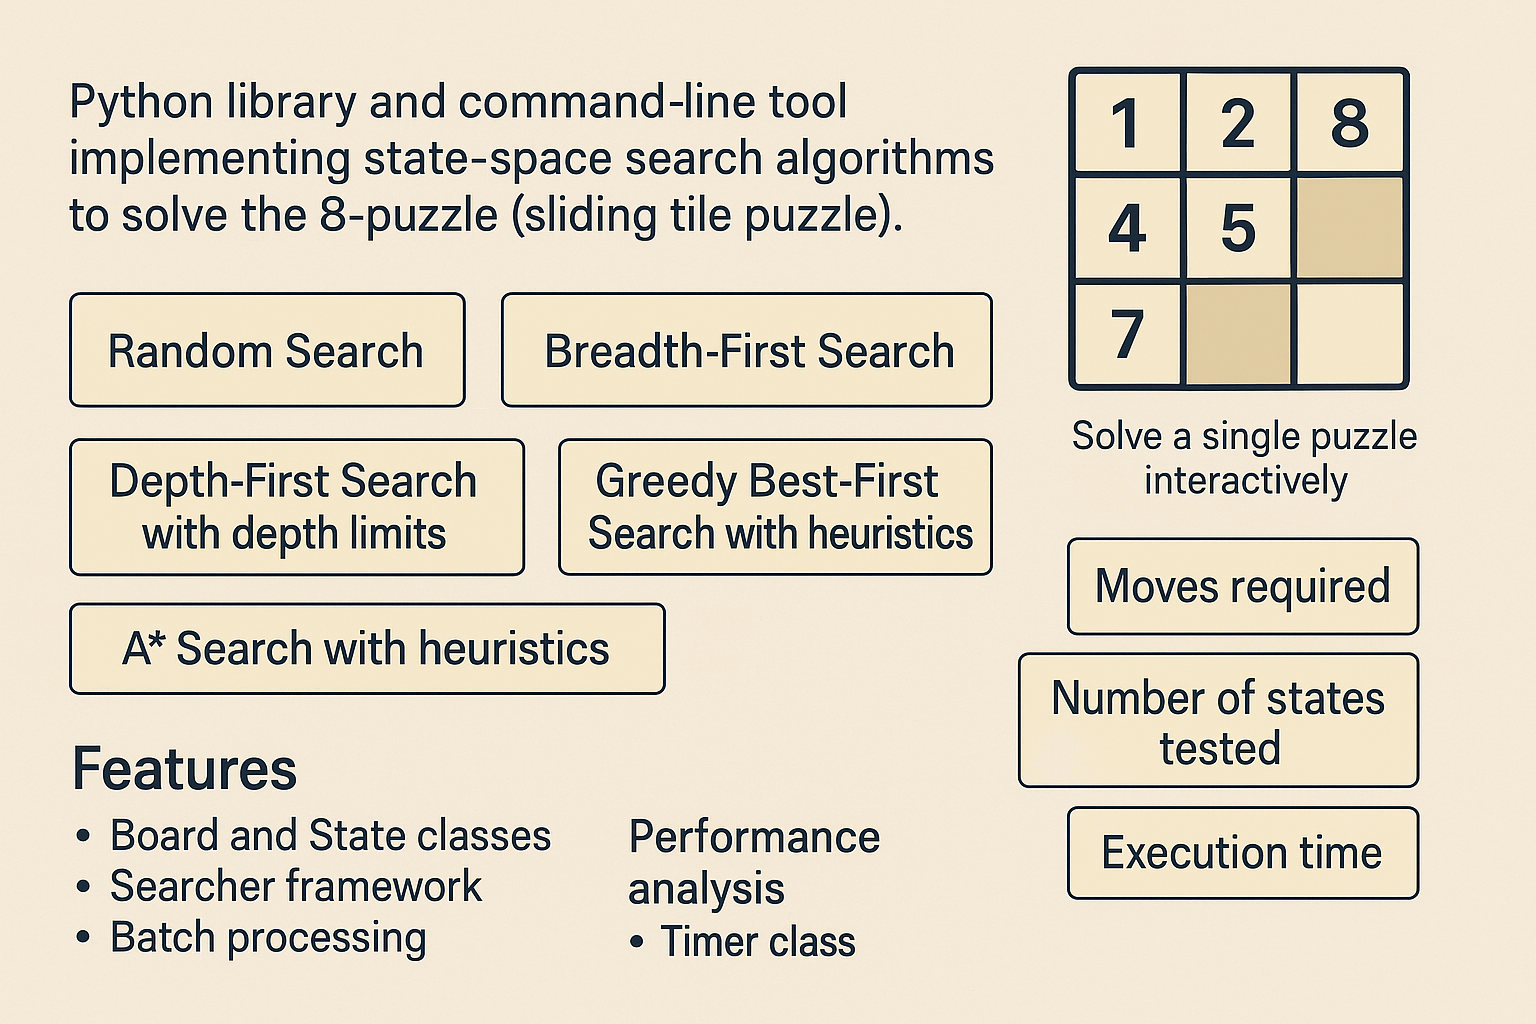 Python library and command-line tool
implementing state-space search algorithms
to solve the 8-puzzle (sliding tile puzzle).
Random Search
Breadth-First Search
Depth-First Search
with depth limits
Greedy Best-First
Search with heuristics
A* Search with heuristics
Features
• Board and State classes
• Searcher framework
• Batch processing
Performance
analysis
• Timer class
1 2 8
4 5
7
Solve a single puzzle
interactively
Moves required
Number of states
tested
Execution time